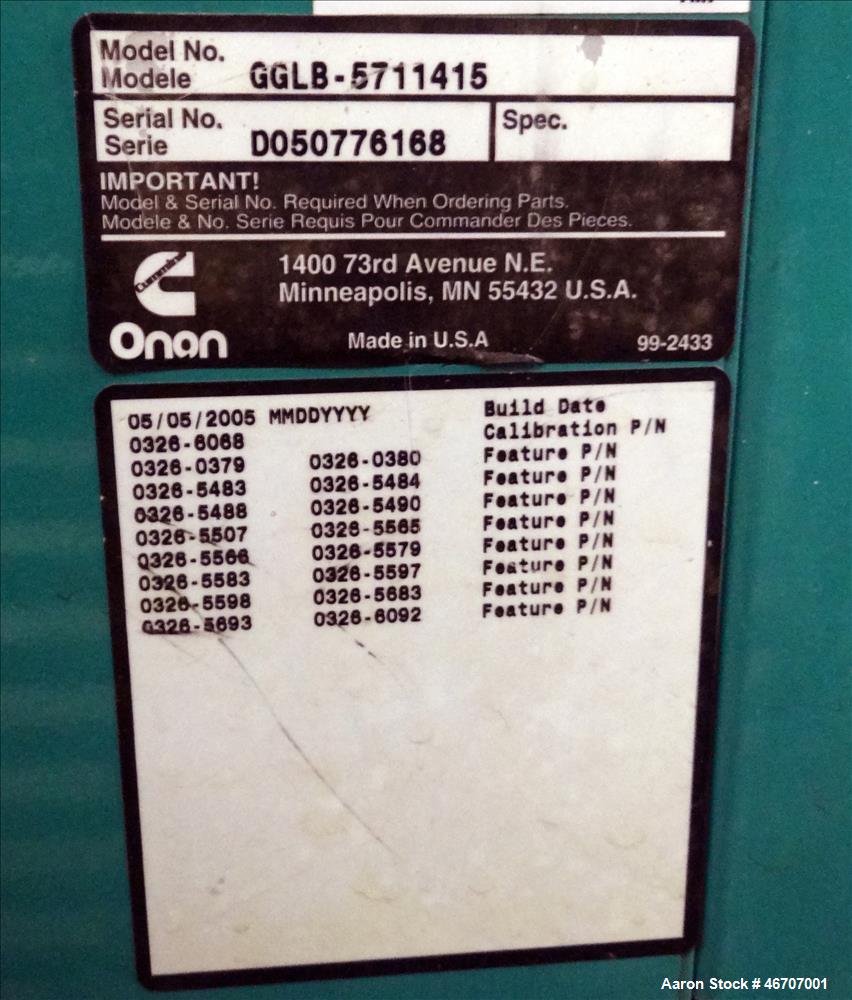 Model No.
Modele GGLB-5711415
Serial No.
Serie D050776168
Spec.
IMPORTANT!
Model & Serial No. Required When Ordering Parts.
Modele & No. Serie Requis Pour Commander Des Pieces.
Cummins
Onan
1400 73rd Avenue N.E.
Minneapolis, MN 55432 U.S.A.
Made in U.S.A
99-2433
05/05/2005 MMDDYYYY Build Date
0326-6068 Calibration P/N
0326-0379 0326-0380 Feature P/N
0326-5483 0326-5484 Feature P/N
0326-5488 0326-5490 Feature P/N
0326-5507 0326-5565 Feature P/N
0326-5566 0326-5579 Feature P/N
0326-5583 0326-5597 Feature P/N
0326-5598 0326-5683 Feature P/N
0326-5693 0326-6092 Feature P/N
Aaron Stock # 46707001